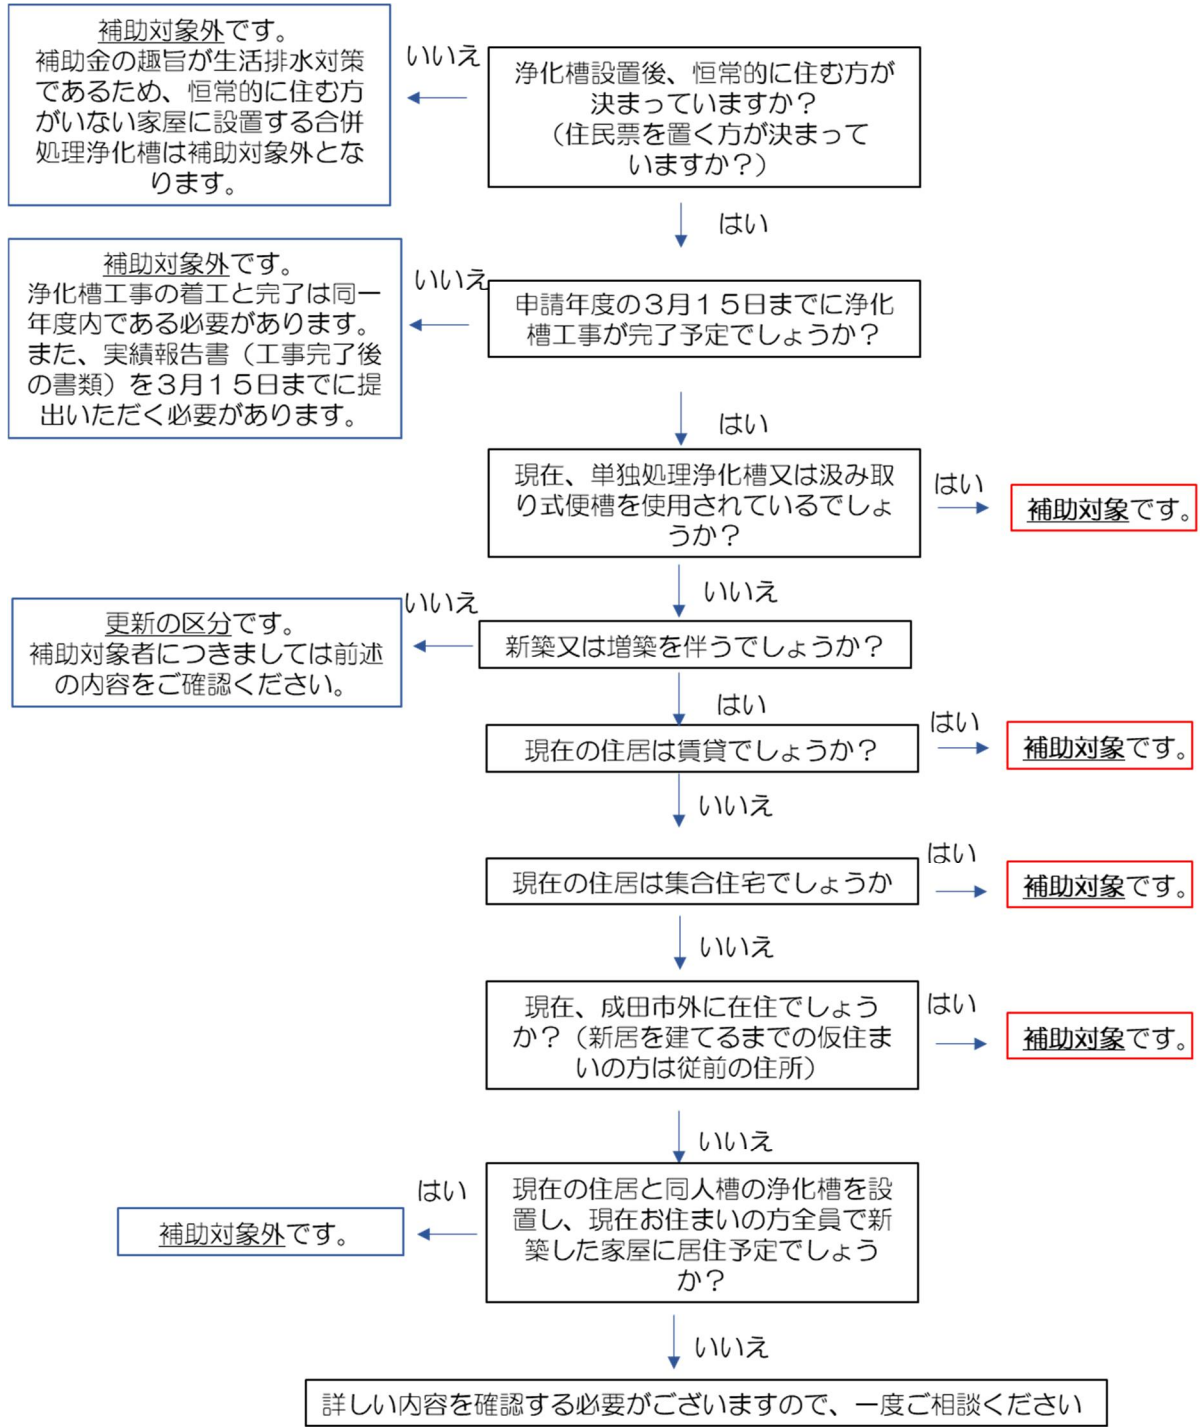 補助対象外です。
補助金の趣旨が生活排水対策
であるため、恒常的に住む方
がいない家屋に設置する合併
処理浄化槽は補助対象外とな
ります。
いいえ
浄化槽設置後、恒常的に住む方が
決まっていますか？
（住民票を置く方が決まって
いますか？）
はい
補助対象外です。
浄化槽工事の着工と完了は同一
年度内である必要があります。
また、実績報告書（工事完了後
の書類）を３月１５日までに提
出いただく必要があります。
いいえ
申請年度の３月１５日までに浄化
槽工事が完了予定でしょうか？
はい
現在、単独処理浄化槽又は汲み取
り式便槽を使用されているでしょ
うか？
はい
補助対象です。
いいえ
更新の区分です。
補助対象者につきましては前述
の内容をご確認ください。
いいえ
新築又は増築を伴うでしょうか？
はい
現在の住居は賃貸でしょうか？
はい
補助対象です。
いいえ
現在の住居は集合住宅でしょうか
はい
補助対象です。
いいえ
現在、成田市外に在住でしょう
か？（新居を建てるまでの仮住ま
いの方は従前の住所）
はい
補助対象です。
いいえ
現在の住居と同人槽の浄化槽を設
置し、現在お住まいの方全員で新
築した家屋に居住予定でしょう
か？
はい
補助対象外です。
いいえ
詳しい内容を確認する必要がございますので、一度ご相談ください